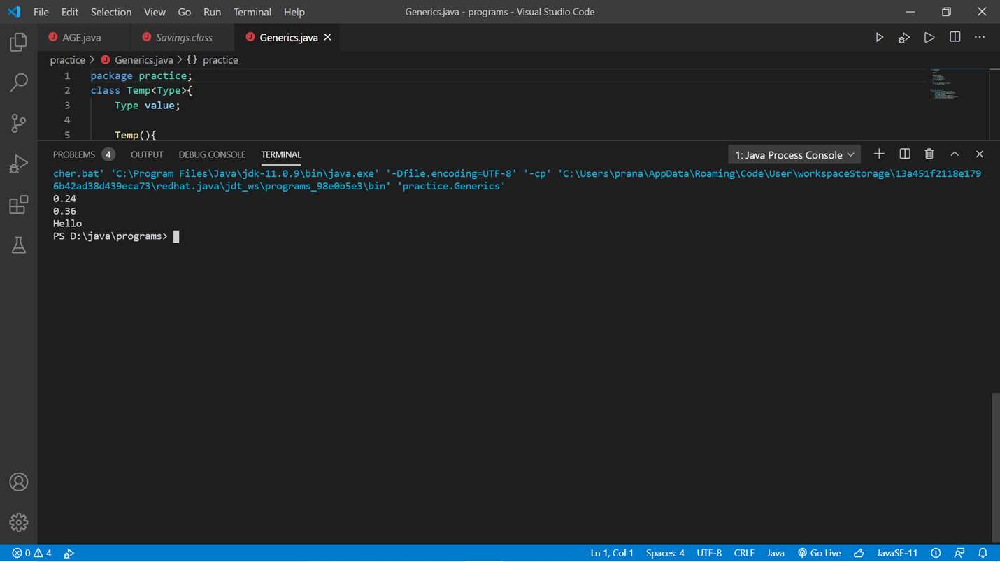 File Edit Selection View Go Run Terminal Help Generics.java - programs - Visual Studio Code
AGE.java Savings.class Generics.java
practice > Generics.java > {} practice
1 package practice;
2 class Temp<Type>{
3 Type value;
4
5 Temp(){
PROBLEMS 4 OUTPUT DEBUG CONSOLE TERMINAL 1: Java Process Console
cher.bat' 'C:\Program Files\Java\jdk-11.0.9\bin\java.exe' '-Dfile.encoding=UTF-8' '-cp' 'C:\Users\prana\AppData\Roaming\Code\User\workspaceStorage\13a451f2118e179
6b42ad38d439eca73\redhat.java\jdt_ws\programs_98e0b5e3\bin' 'practice.Generics'
0.24
0.36
Hello
PS D:\java\programs>
0 4 Ln 1, Col 1 Spaces: 4 UTF-8 CRLF Java Go Live JavaSE-11